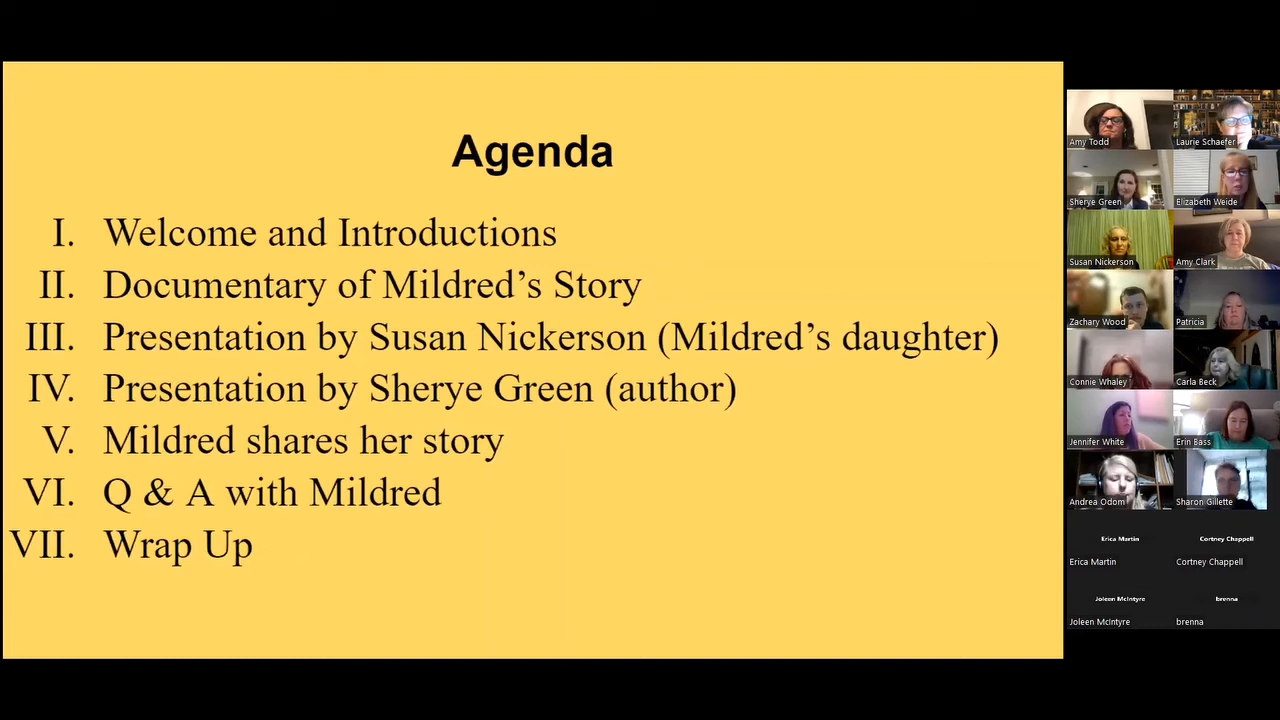 Agenda
I. Welcome and Introductions
II. Documentary of Mildred’s Story
III. Presentation by Susan Nickerson (Mildred’s daughter)
IV. Presentation by Sherye Green (author)
V. Mildred shares her story
VI. Q & A with Mildred
VII. Wrap Up
Amy Todd
Laurie Schaefer
Sherye Green
Elizabeth Weide
Susan Nickerson
Amy Clark
Zachary Wood
Patricia
Connie Whaley
Carla Beck
Jennifer White
Erin Bass
Andrea Odom
Sharon Gillette
Erica Martin
Cortney Chappell
Erica Martin
Cortney Chappell
Joleen McIntyre
brenna
Joleen McIntyre
brenna